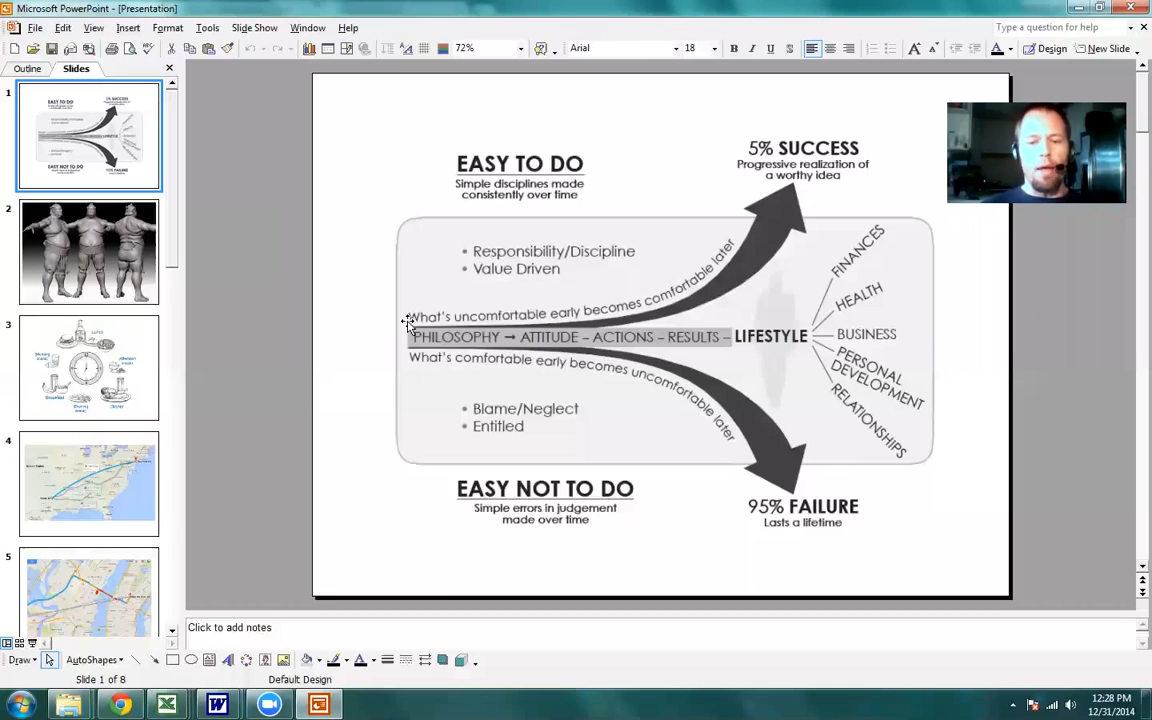 Microsoft PowerPoint - [Presentation]
File Edit View Insert Format Tools Slide Show Window Help
Type a question for help
72%
Arial
18
B I U S
A A
A
Design
New Slide
Outline
Slides
1
2
3
4
5
EASY TO DO
Simple disciplines made
consistently over time
5% SUCCESS
Progressive realization of
a worthy idea
• Responsibility/Discipline
• Value Driven
What's uncomfortable early becomes comfortable later
PHILOSOPHY → ATTITUDE – ACTIONS – RESULTS – LIFESTYLE
What's comfortable early becomes uncomfortable later
FINANCES
HEALTH
BUSINESS
PERSONAL
DEVELOPMENT
RELATIONSHIPS
• Blame/Neglect
• Entitled
EASY NOT TO DO
Simple errors in judgement
made over time
95% FAILURE
Lasts a lifetime
Click to add notes
Draw
AutoShapes
Slide 1 of 8
Default Design
12:28 PM
12/31/2014